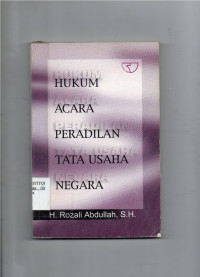 HUKUM
ACARA
PERADILAN
TATA USAHA
NEGARA
H. Rozali Abdullah, S.H.